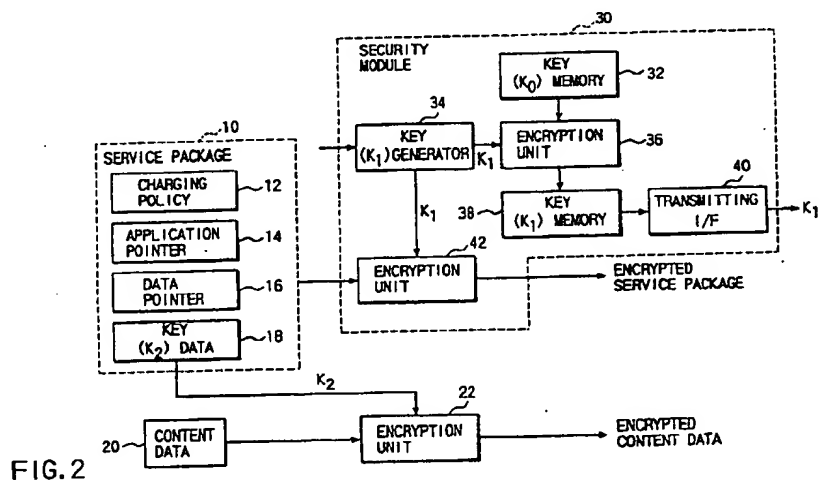 30
SECURITY
MODULE
KEY
(K0) MEMORY
32
34
KEY
(K1) GENERATOR
K1
ENCRYPTION
UNIT
36
10
SERVICE PACKAGE
CHARGING
POLICY
12
APPLICATION
POINTER
14
DATA
POINTER
16
KEY
(K2) DATA
18
K1
38
KEY
(K1) MEMORY
40
TRANSMITTING
I/F
K1
42
ENCRYPTION
UNIT
ENCRYPTED
SERVICE PACKAGE
K2
22
20
CONTENT
DATA
ENCRYPTION
UNIT
ENCRYPTED
CONTENT DATA
FIG.2